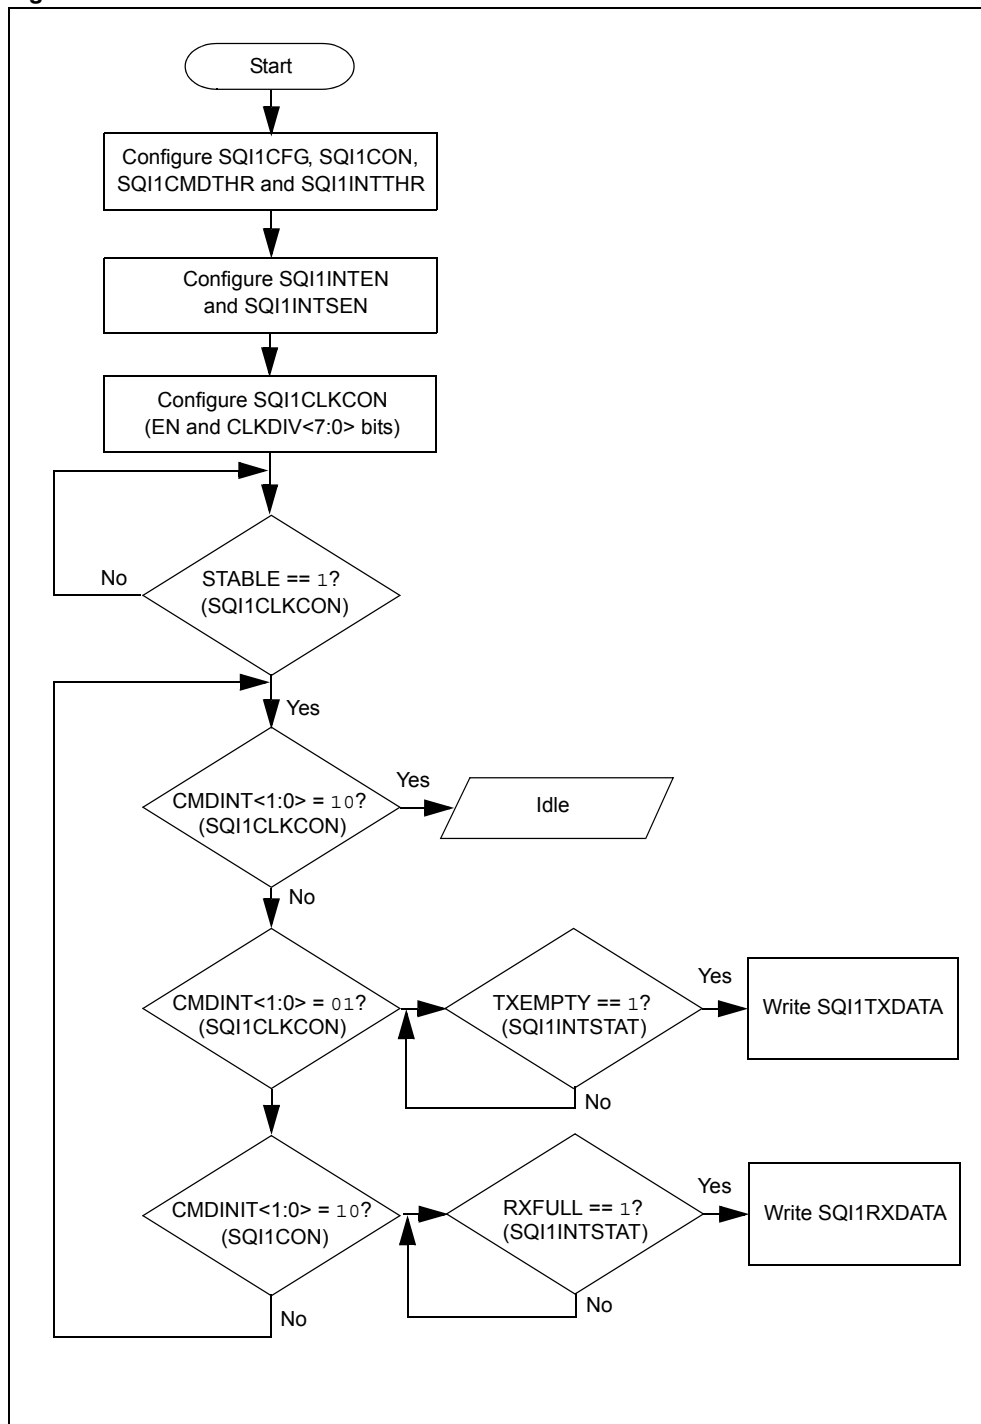 Start
Configure SQI1CFG, SQI1CON,
SQI1CMDTHR and SQI1INTTHR
Configure SQI1INTEN
and SQI1INTSEN
Configure SQI1CLKCON
(EN and CLKDIV<7:0> bits)
No
STABLE == 1?
(SQI1CLKCON)
Yes
CMDINT<1:0> = 10?
(SQI1CLKCON)
Yes
Idle
No
CMDINT<1:0> = 01?
(SQI1CLKCON)
TXEMPTY == 1?
(SQI1INTSTAT)
Yes
Write SQI1TXDATA
No
CMDINIT<1:0> = 10?
(SQI1CON)
RXFULL == 1?
(SQI1INTSTAT)
Yes
Write SQI1RXDATA
No
No